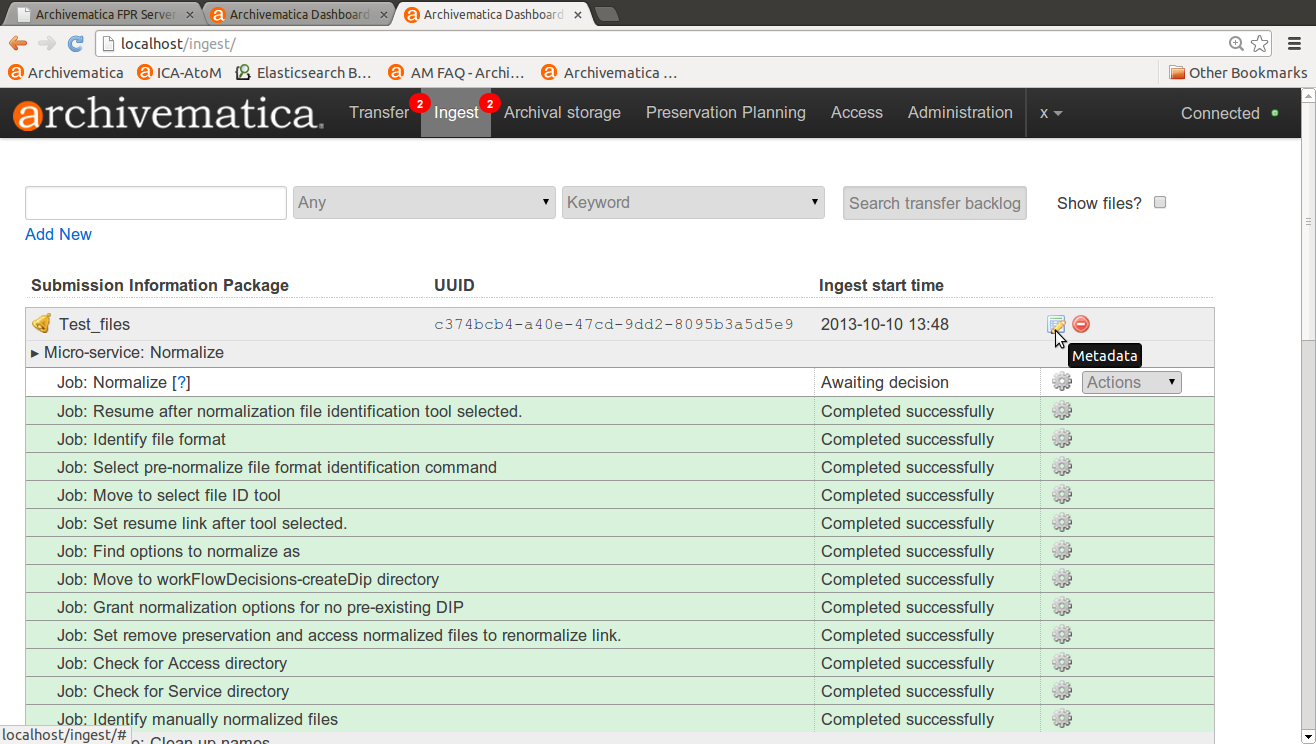 Archivematica FPR Server × Archivematica Dashboard × Archivematica Dashboard ×
localhost/ingest/
Archivematica ICA-AtoM Elasticsearch B... AM FAQ - Archi... Archivematica ... Other Bookmarks
archivematica. Transfer 2 Ingest 2 Archival storage Preservation Planning Access Administration x Connected
Any Keyword Search transfer backlog Show files?
Add New
Submission Information Package UUID Ingest start time
Test_files c374bcb4-a40e-47cd-9dd2-8095b3a5d5e9 2013-10-10 13:48
Micro-service: Normalize Metadata
Job: Normalize [?] Awaiting decision Actions
Job: Resume after normalization file identification tool selected. Completed successfully
Job: Identify file format Completed successfully
Job: Select pre-normalize file format identification command Completed successfully
Job: Move to select file ID tool Completed successfully
Job: Set resume link after tool selected. Completed successfully
Job: Find options to normalize as Completed successfully
Job: Move to workFlowDecisions-createDip directory Completed successfully
Job: Grant normalization options for no pre-existing DIP Completed successfully
Job: Set remove preservation and access normalized files to renormalize link. Completed successfully
Job: Check for Access directory Completed successfully
Job: Check for Service directory Completed successfully
Job: Identify manually normalized files Completed successfully
localhost/ingest/# Clean up names